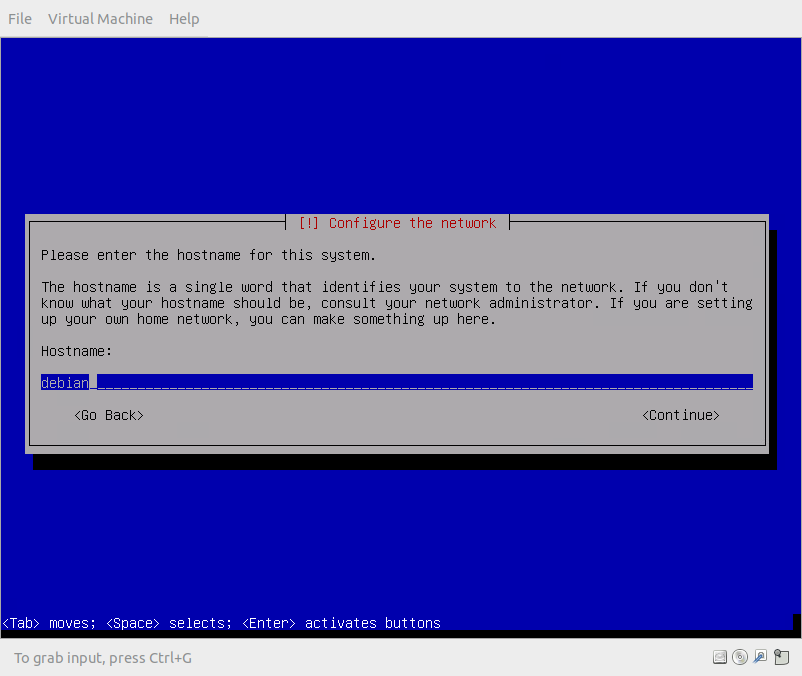 File Virtual Machine Help
[!] Configure the network
Please enter the hostname for this system.
The hostname is a single word that identifies your system to the network. If you don't
know what your hostname should be, consult your network administrator. If you are setting
up your own home network, you can make something up here.
Hostname:
debian
<Go Back> <Continue>
<Tab> moves; <Space> selects; <Enter> activates buttons
To grab input, press Ctrl+G